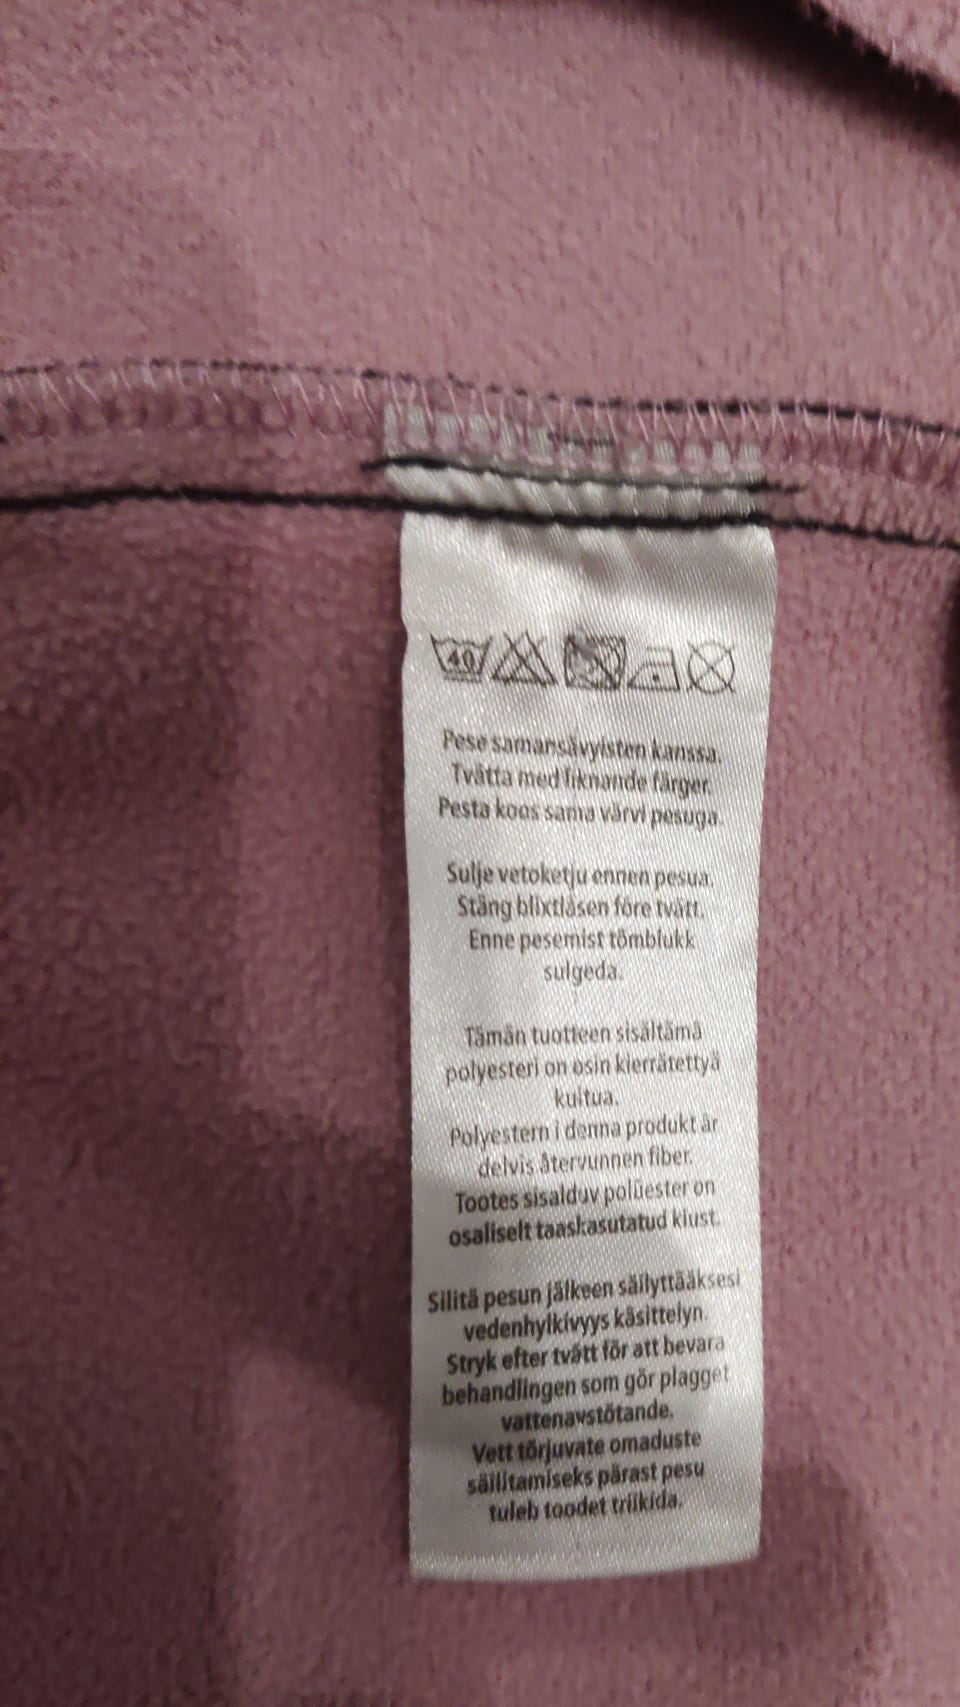 40
Pese samansävyisten kanssa.
Tvätta med liknande färger.
Pesta koos sama värvi pesuga.
Sulje vetoketju ennen pesua.
Stäng blixtlåsen före tvätt.
Enne pesemist tõmblukk
sulgeda.
Tämän tuotteen sisältämä
polyesteri on osin kierrätettyä
kuitua.
Polyestern i denna produkt är
delvis återvunnen fiber.
Tootes sisalduv polüester on
osaliselt taaskasutatud kiust.
Silitä pesun jälkeen säilyttääksesi
vedenhylkivyys käsittelyn.
Stryk efter tvätt för att bevara
behandlingen som gör plagget
vattenavstötande.
Vett tõrjuvate omaduste
säilitamiseks pärast pesu
tuleb toodet triikida.